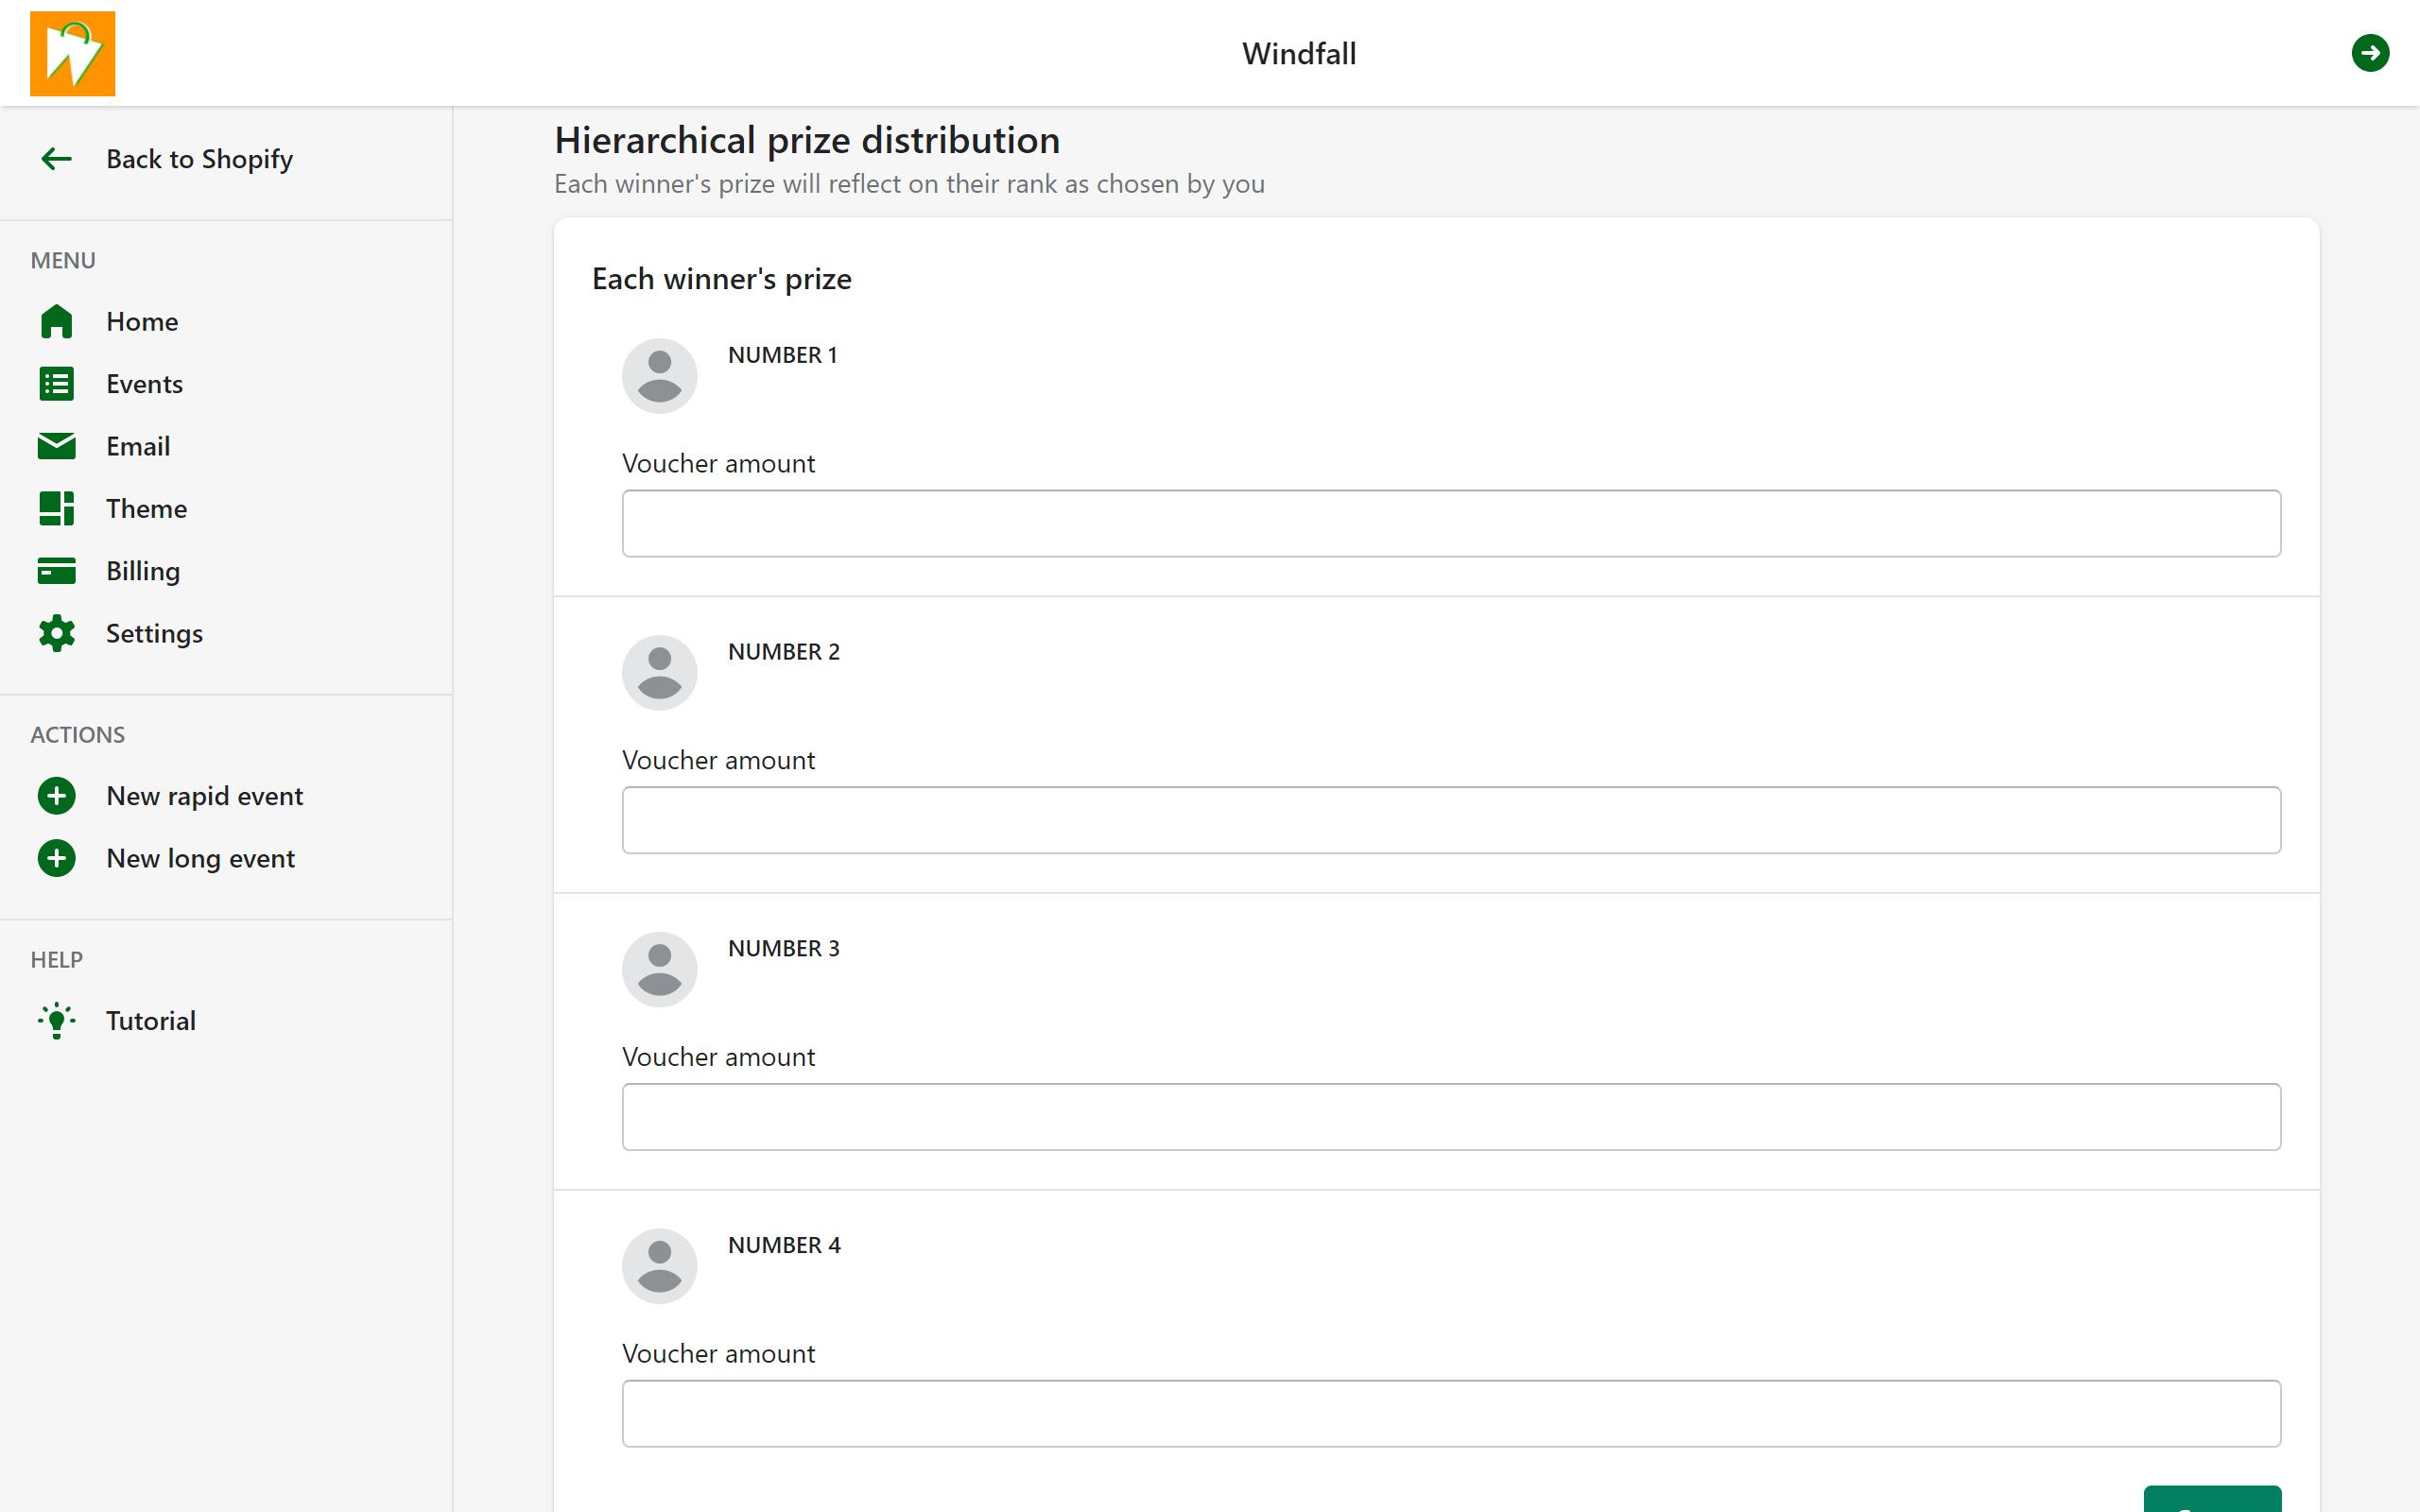 Windfall
Back to Shopify
MENU
Home
Events
Email
Theme
Billing
Settings
ACTIONS
New rapid event
New long event
HELP
Tutorial
Hierarchical prize distribution
Each winner's prize will reflect on their rank as chosen by you
Each winner's prize
NUMBER 1
Voucher amount
NUMBER 2
Voucher amount
NUMBER 3
Voucher amount
NUMBER 4
Voucher amount